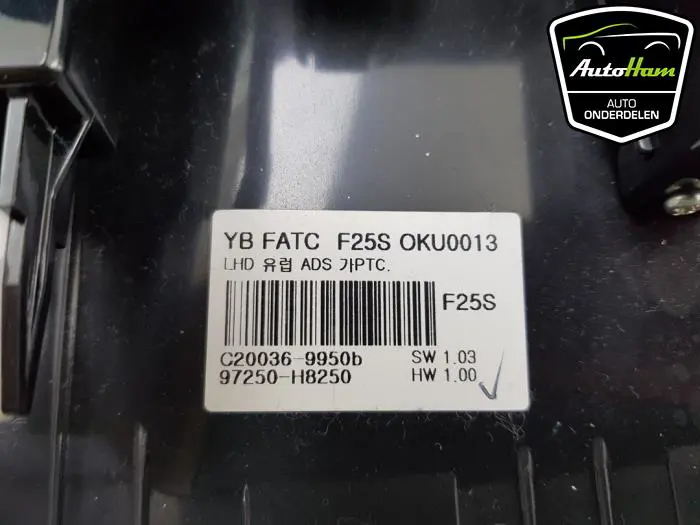 AutoHam
AUTO
ONDERDELEN
YB FATC F25S OKU0013
LHD 유럽 ADS 가PTC.
F25S
C20036-9950b SW 1.03
97250-H8250 HW 1.00